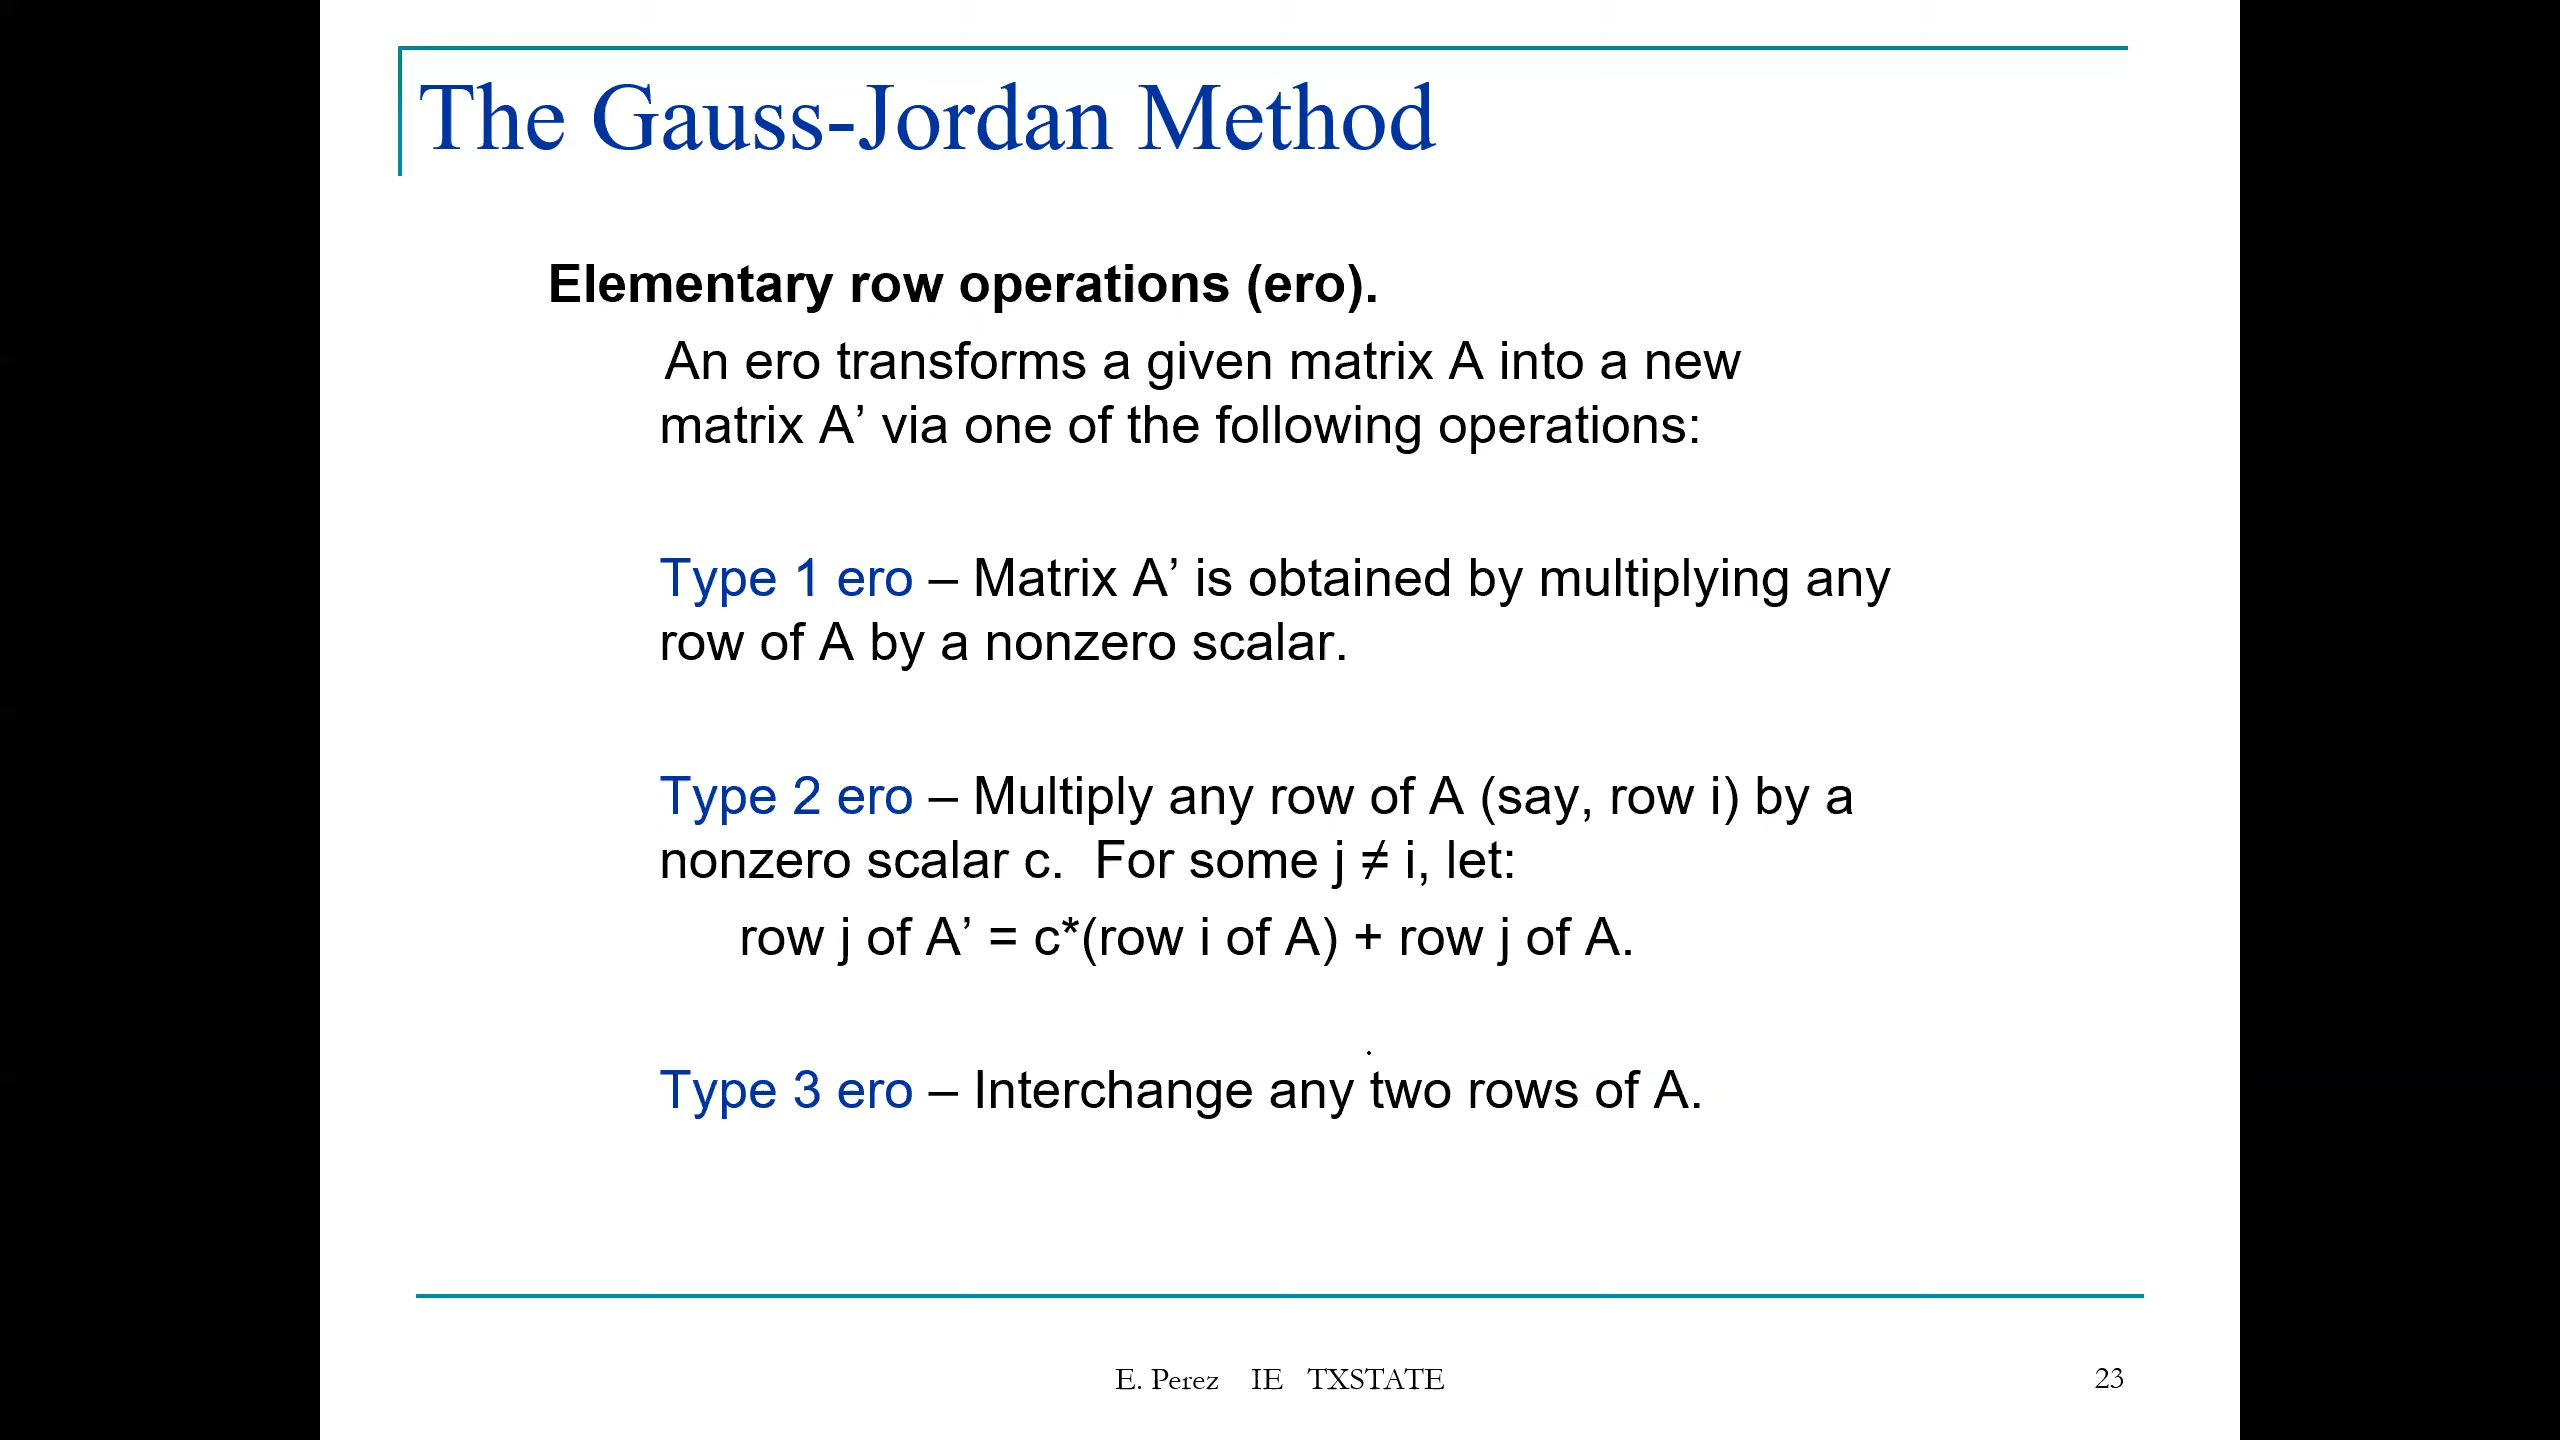 The Gauss-Jordan Method
Elementary row operations (ero).
An ero transforms a given matrix A into a new
matrix A’ via one of the following operations:
Type 1 ero – Matrix A’ is obtained by multiplying any
row of A by a nonzero scalar.
Type 2 ero – Multiply any row of A (say, row i) by a
nonzero scalar c.  For some j ≠ i, let:
row j of A’ = c*(row i of A) + row j of A.
Type 3 ero – Interchange any two rows of A.
E. Perez    IE   TXSTATE
23